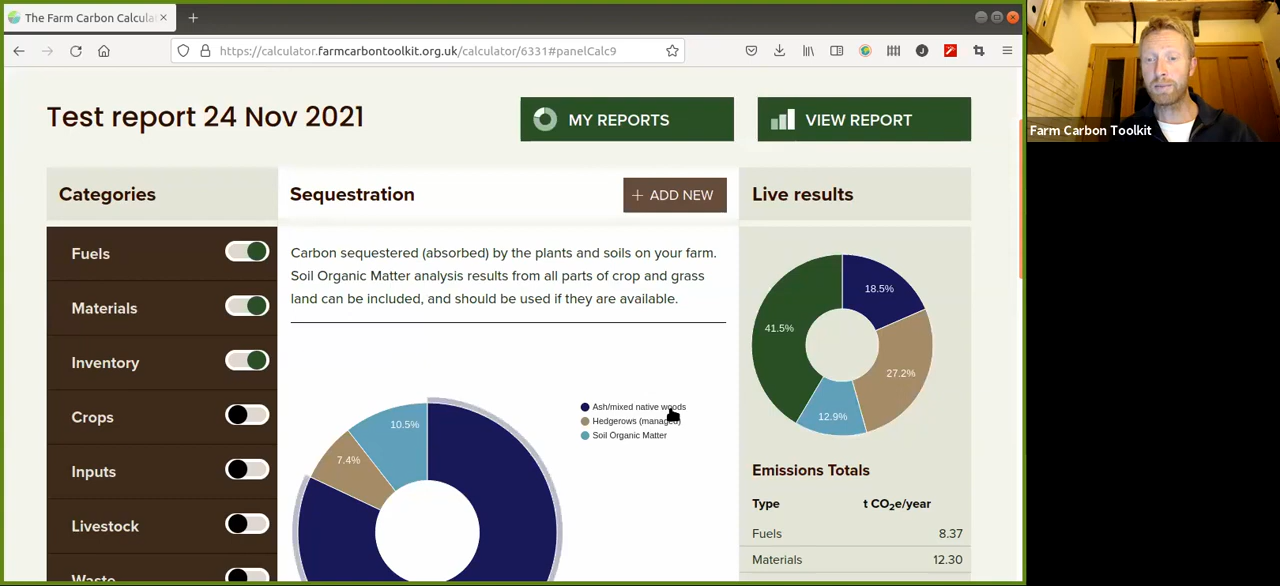 The Farm Carbon Calcula
https://calculator.farmcarbontoolkit.org.uk/calculator/6331#panelCalc9
Test report 24 Nov 2021
MY REPORTS
VIEW REPORT
Categories
Fuels
Materials
Inventory
Crops
Inputs
Livestock
Waste
Sequestration
+ ADD NEW
Carbon sequestered (absorbed) by the plants and soils on your farm.
Soil Organic Matter analysis results from all parts of crop and grass
land can be included, and should be used if they are available.
Ash/mixed native woods
Hedgerows (managed)
Soil Organic Matter
10.5%
7.4%
Live results
18.5%
41.5%
27.2%
12.9%
Emissions Totals
Type t CO₂e/year
Fuels 8.37
Materials 12.30
Farm Carbon Toolkit